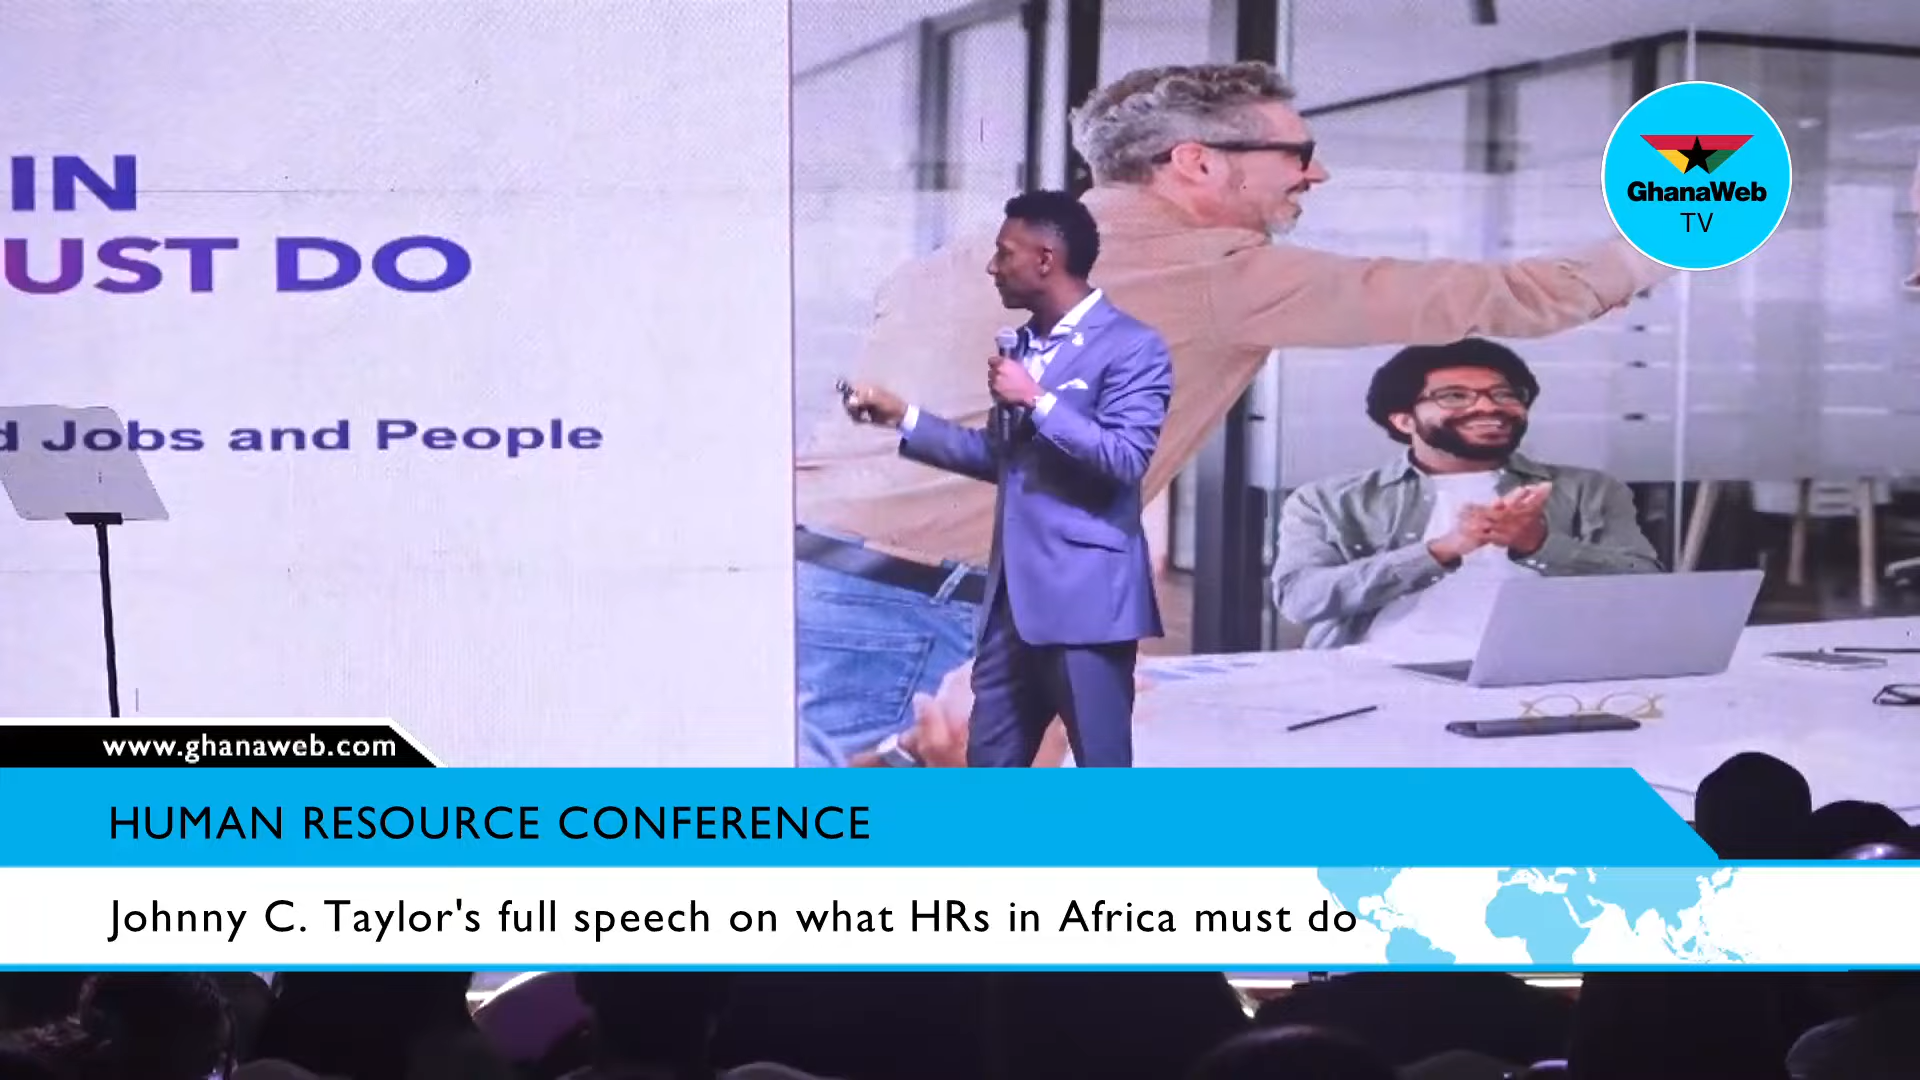 IN
UST DO
d Jobs and People
GhanaWeb
TV
www.ghanaweb.com
HUMAN RESOURCE CONFERENCE
Johnny C. Taylor's full speech on what HRs in Africa must do